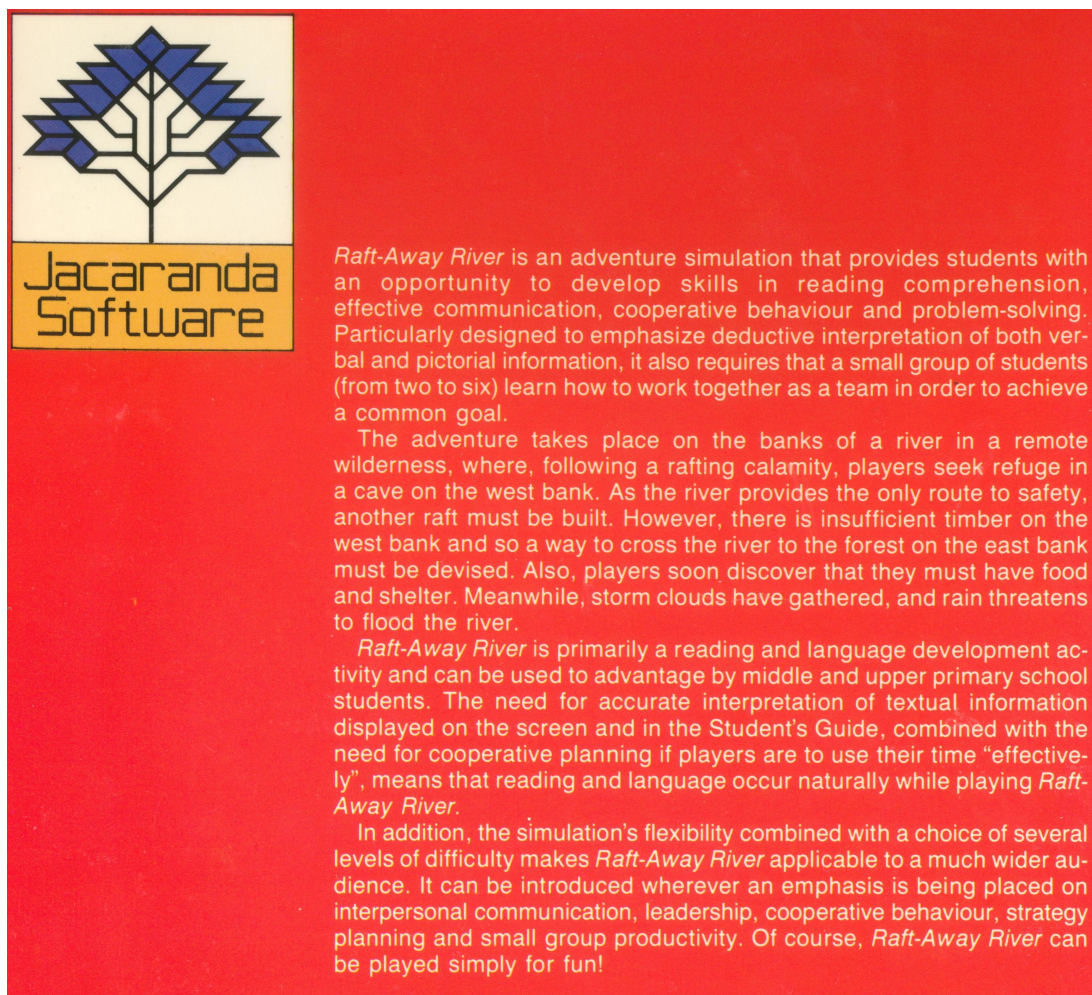 Jacaranda
Software
Raft-Away River is an adventure simulation that provides students with
an opportunity to develop skills in reading comprehension,
effective communication, cooperative behaviour and problem-solving.
Particularly designed to emphasize deductive interpretation of both ver-
bal and pictorial information, it also requires that a small group of students
(from two to six) learn how to work together as a team in order to achieve
a common goal.
The adventure takes place on the banks of a river in a remote
wilderness, where, following a rafting calamity, players seek refuge in
a cave on the west bank. As the river provides the only route to safety,
another raft must be built. However, there is insufficient timber on the
west bank and so a way to cross the river to the forest on the east bank
must be devised. Also, players soon discover that they must have food
and shelter. Meanwhile, storm clouds have gathered, and rain threatens
to flood the river.
Raft-Away River is primarily a reading and language development ac-
tivity and can be used to advantage by middle and upper primary school
students. The need for accurate interpretation of textual information
displayed on the screen and in the Student's Guide, combined with the
need for cooperative planning if players are to use their time “effective-
ly”, means that reading and language occur naturally while playing Raft-
Away River.
In addition, the simulation's flexibility combined with a choice of several
levels of difficulty makes Raft-Away River applicable to a much wider au-
dience. It can be introduced wherever an emphasis is being placed on
interpersonal communication, leadership, cooperative behaviour, strategy
planning and small group productivity. Of course, Raft-Away River can
be played simply for fun!